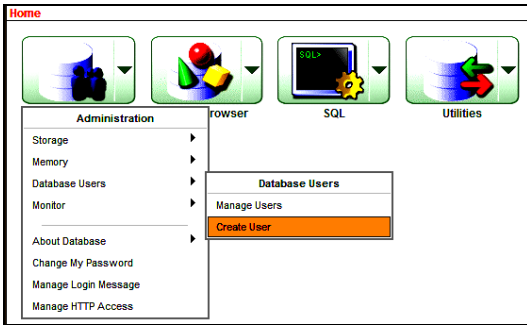 Home
SQL>
rowser
SQL
Utilities
Administration
Storage
Memory
Database Users
Monitor
About Database
Change My Password
Manage Login Message
Manage HTTP Access
Database Users
Manage Users
Create User